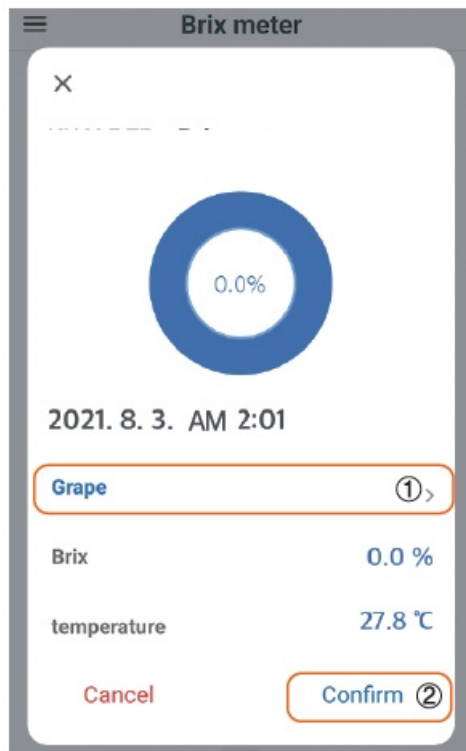 Brix meter
0.0%
2021. 8. 3. AM 2:01
Grape ①
Brix 0.0 %
temperature 27.8 ℃
Cancel Confirm ②